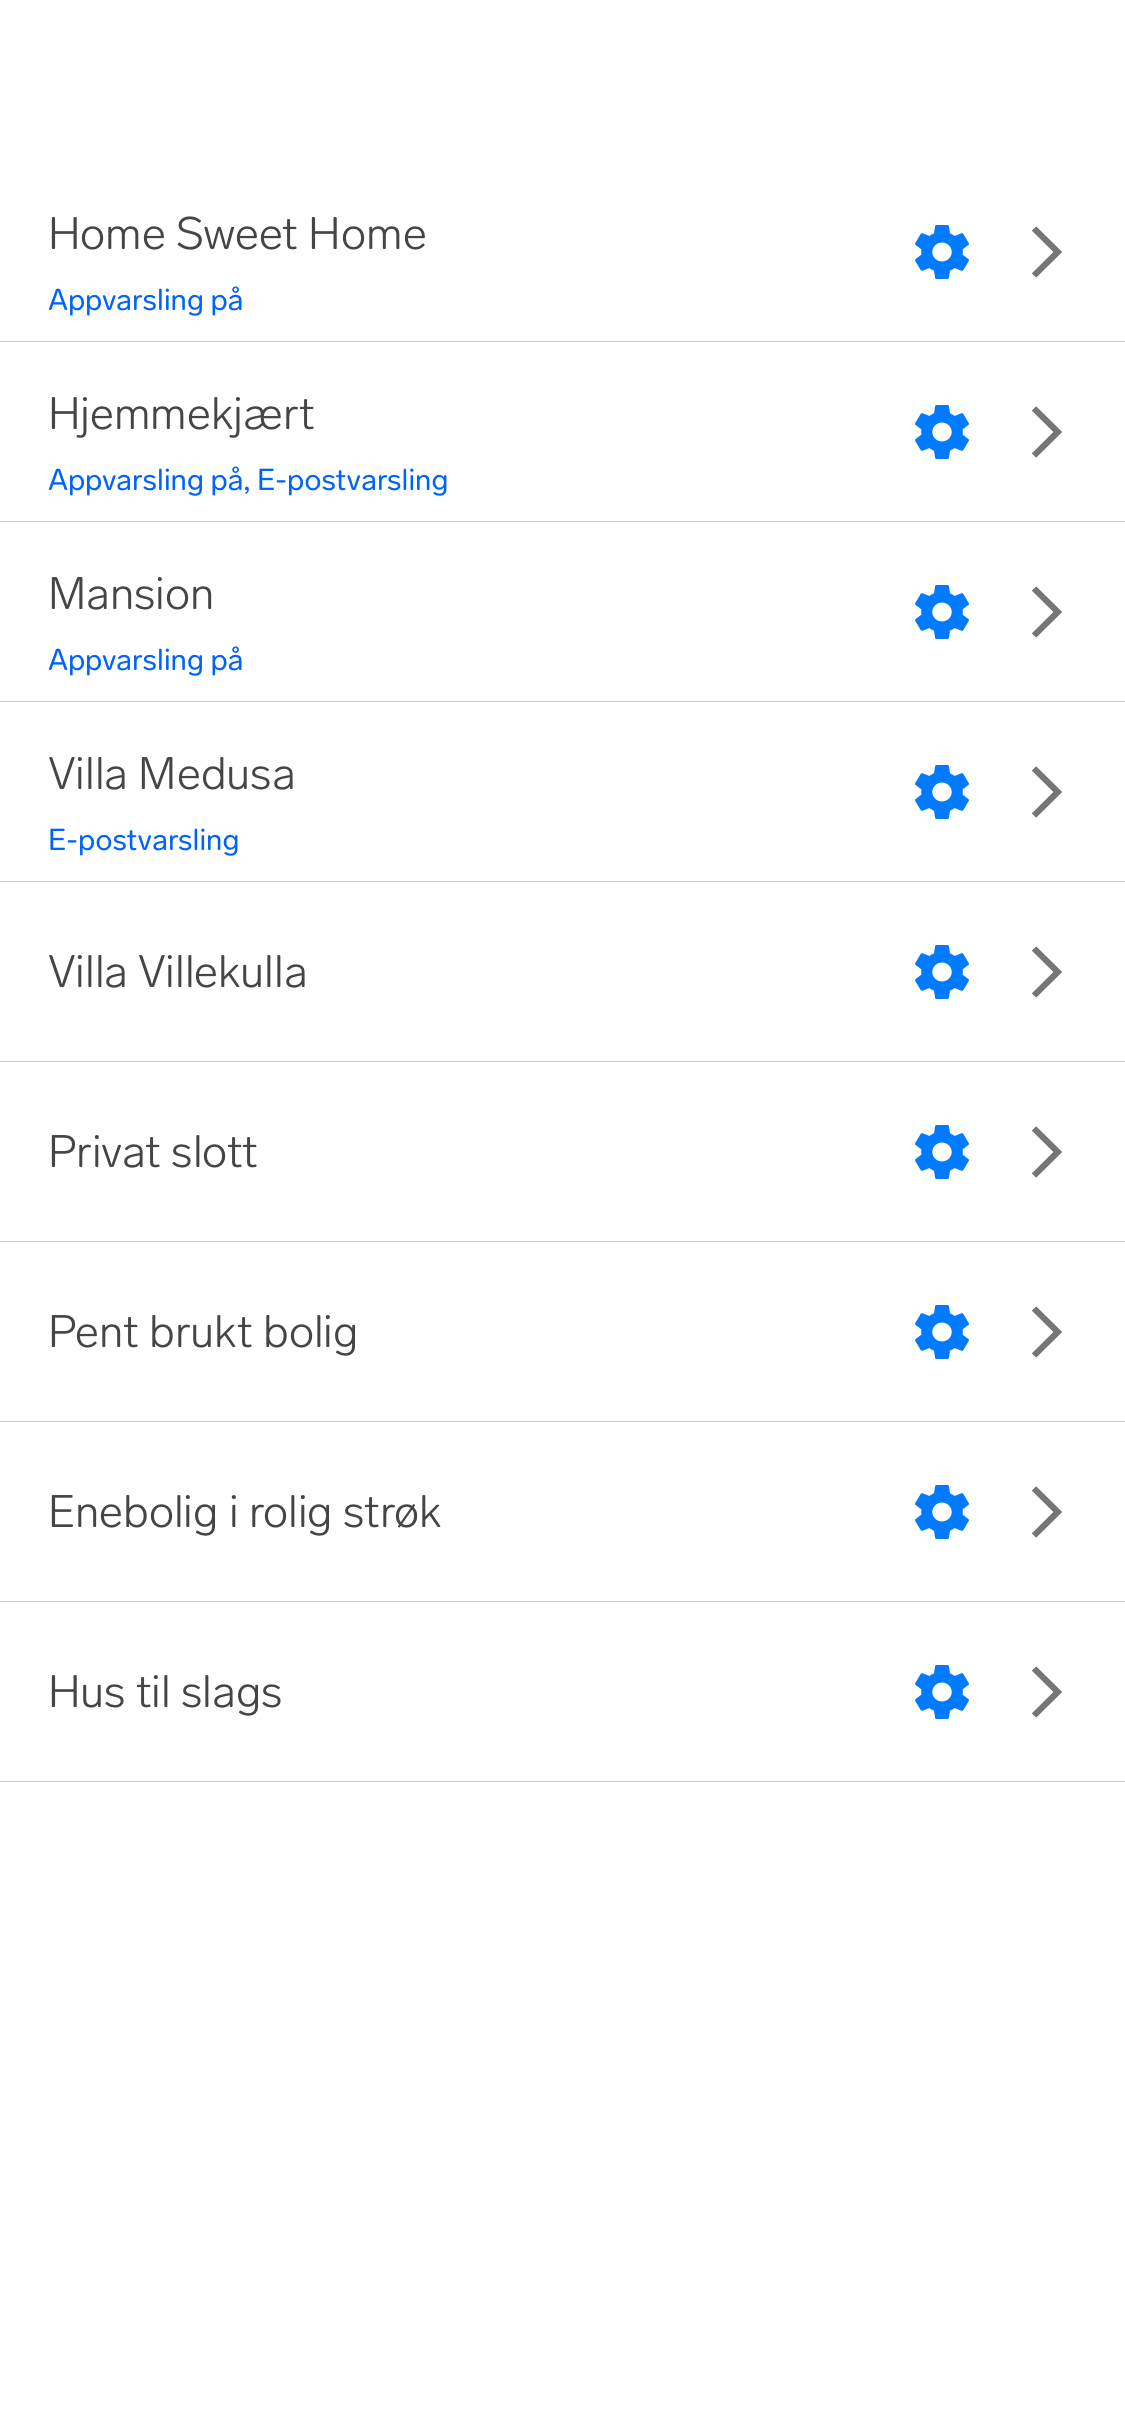 Home Sweet Home
Appvarsling på
Hjemmekjært
Appvarsling på, E-postvarsling
Mansion
Appvarsling på
Villa Medusa
E-postvarsling
Villa Villekulla
Privat slott
Pent brukt bolig
Enebolig i rolig strøk
Hus til slags